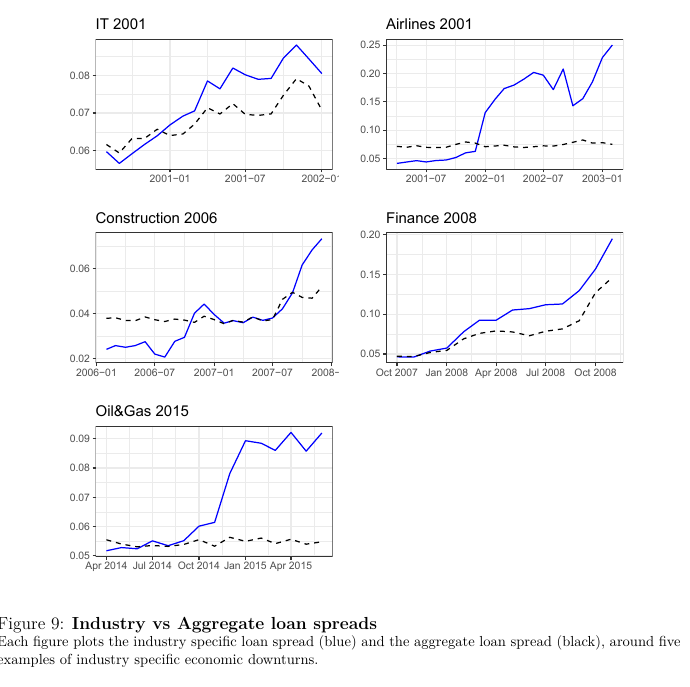 IT 2001
0.08
0.07
0.06
2001−01
2001−07
2002−0
Airlines 2001
0.25
0.20
0.15
0.10
0.05
2001−07
2002−01
2002−07
2003−01
Construction 2006
0.06
0.04
0.02
2006−01
2006−07
2007−01
2007−07
2008−
Finance 2008
0.20
0.15
0.10
0.05
Oct 2007
Jan 2008
Apr 2008
Jul 2008
Oct 2008
Oil&Gas 2015
0.09
0.08
0.07
0.06
0.05
Apr 2014
Jul 2014
Oct 2014
Jan 2015
Apr 2015
Figure 9: Industry vs Aggregate loan spreads
Each figure plots the industry specific loan spread (blue) and the aggregate loan spread (black), around five
examples of industry specific economic downturns.